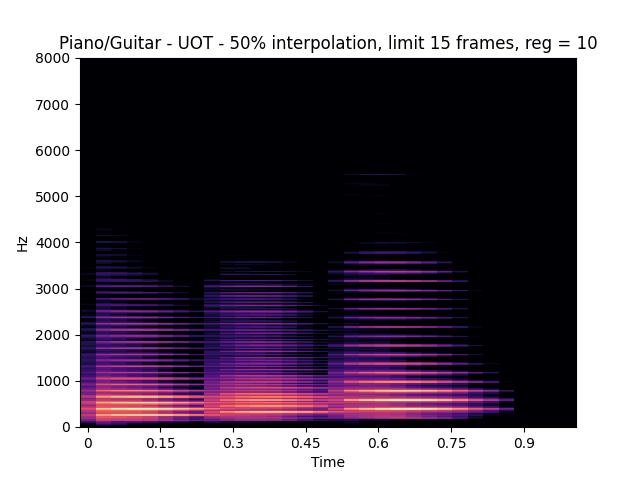 Piano/Guitar - UOT - 50% interpolation, limit 15 frames, reg = 10
8000
7000
6000
5000
4000
3000
2000
1000
0
Hz
0 0.15 0.3 0.45 0.6 0.75 0.9
Time